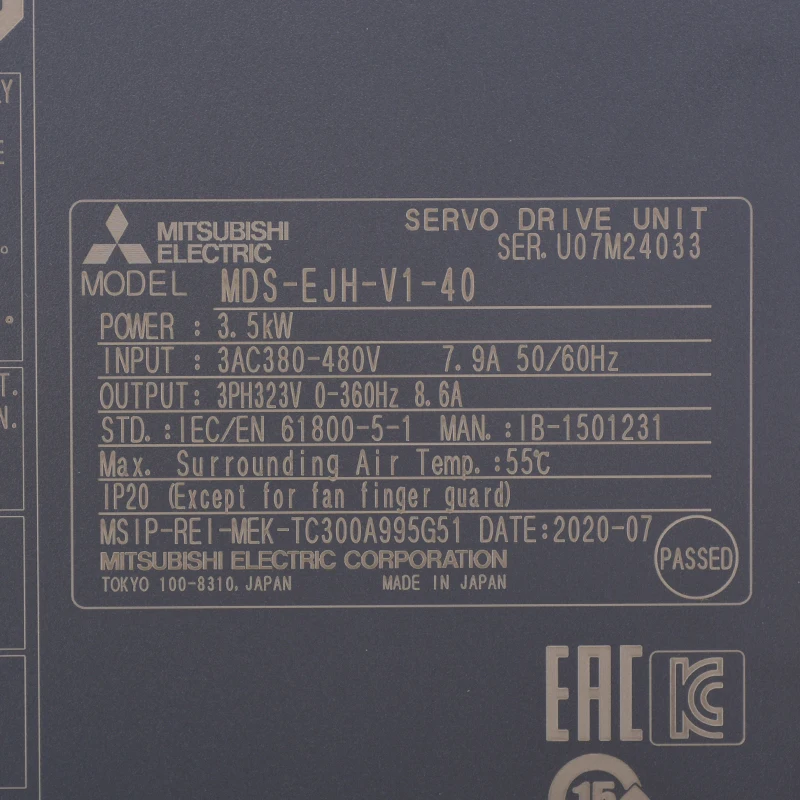 MITSUBISHI
ELECTRIC
SERVO DRIVE UNIT
SER. U07M24033
MODEL MDS-EJH-V1-40
POWER : 3.5kW
INPUT : 3AC380-480V 7.9A 50/60Hz
OUTPUT: 3PH323V 0-360Hz 8.6A
STD.:IEC/EN 61800-5-1 MAN.:IB-1501231
Max. Surrounding Air Temp.:55℃
IP20 (Except for fan finger guard)
MSIP-REI-MEK-TC300A995G51 DATE:2020-07
MITSUBISHI ELECTRIC CORPORATION
TOKYO 100-8310, JAPAN MADE IN JAPAN
PASSED
EAC
KC
15